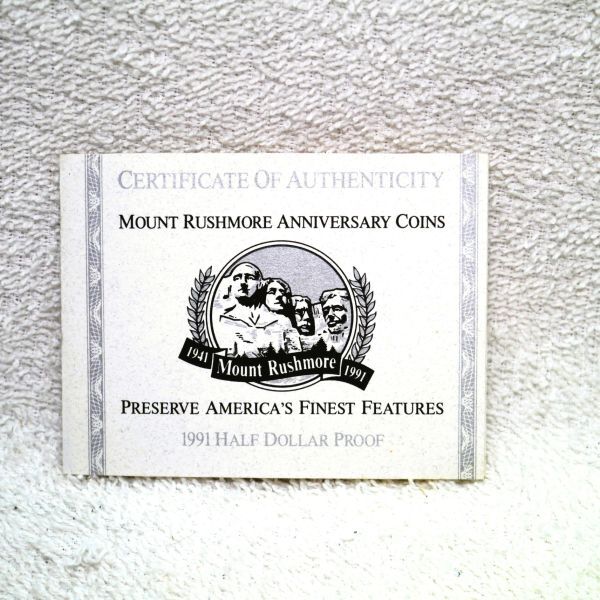 CERTIFICATE OF AUTHENTICITY
MOUNT RUSHMORE ANNIVERSARY COINS
1941 Mount Rushmore 1991
PRESERVE AMERICA'S FINEST FEATURES
1991 HALF DOLLAR PROOF